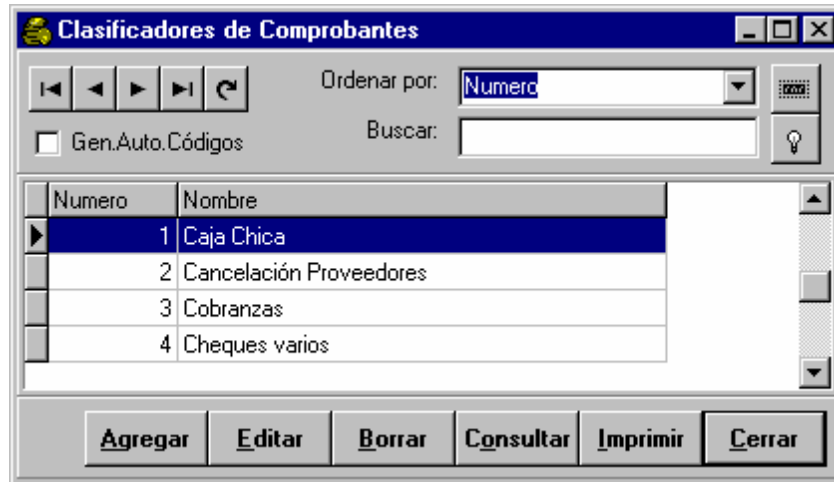 Clasificadores de Comprobantes
Ordenar por: Numero
Gen.Auto.Códigos
Buscar:
Numero Nombre
1 Caja Chica
2 Cancelación Proveedores
3 Cobranzas
4 Cheques varios
Agregar Editar Borrar Consultar Imprimir Cerrar